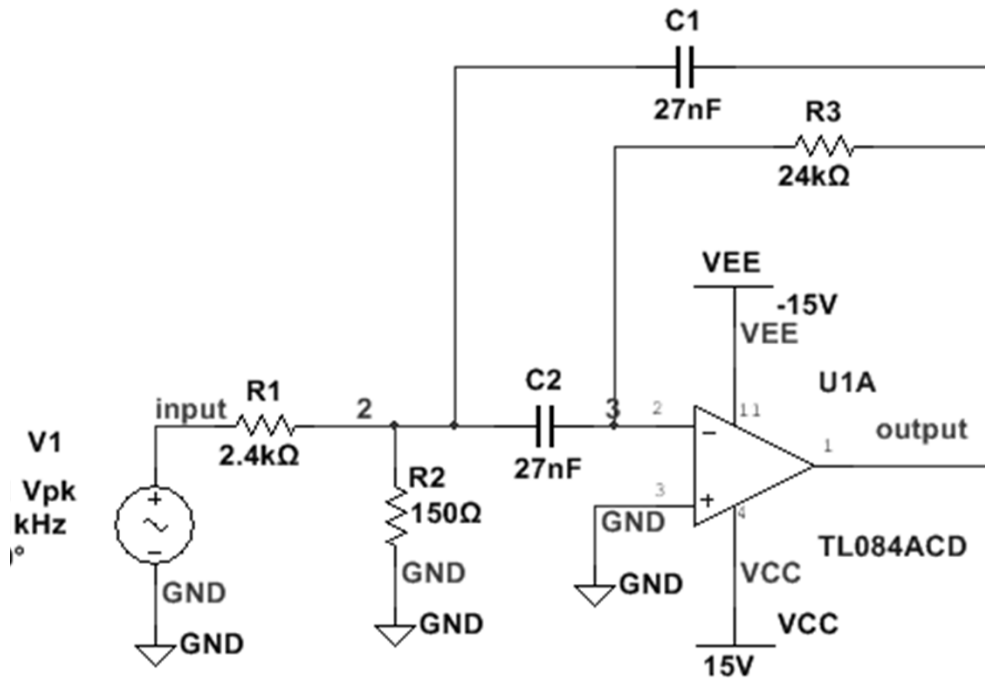 C1
27nF
R3
24kΩ
VEE
-15V
VEE
U1A
C2
R1
input
2
3
2
11
output
1
V1
2.4kΩ
27nF
R2
150Ω
Vpk
kHz
°
3
GND
4
TL084ACD
GND
GND
GND
VCC
GND
GND
VCC
15V